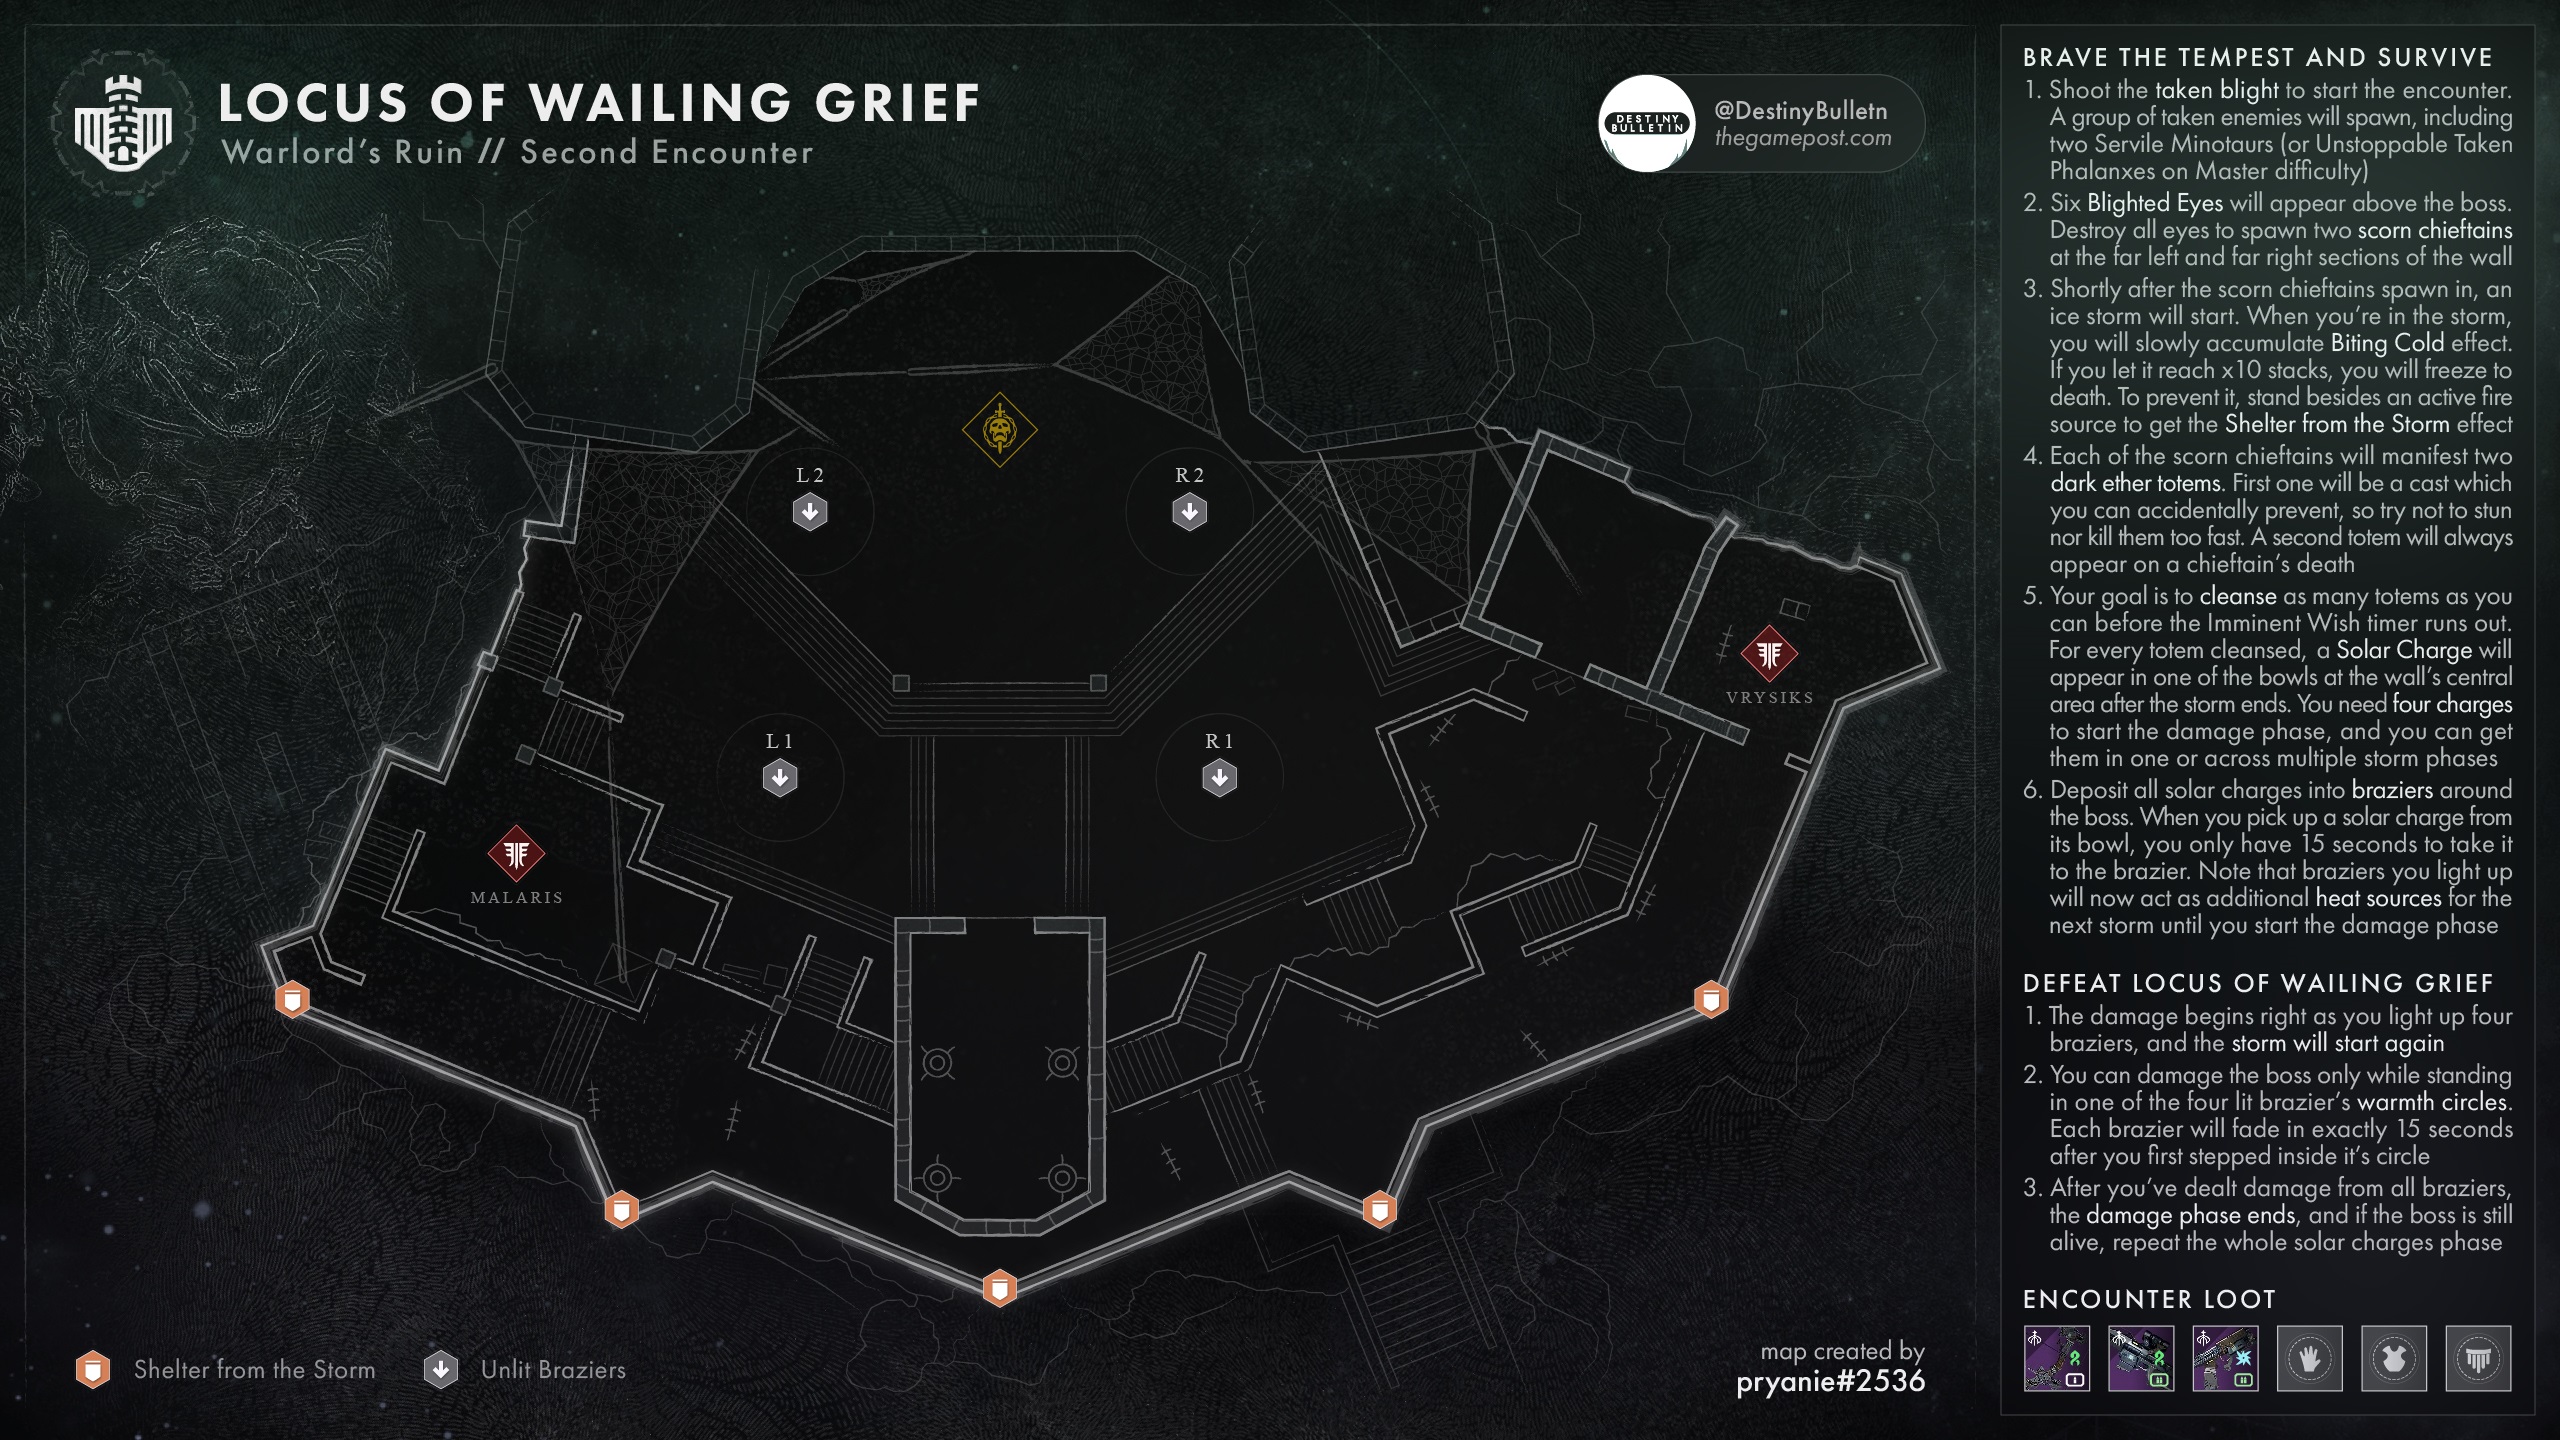 LOCUS OF WAILING GRIEF
Warlord's Ruin // Second Encounter
DESTINY
BULLETIN
@DestinyBulletn
thegamepost.com
L2
R2
L1
R1
VRYSIKS
MALARIS
Shelter from the Storm
Unlit Braziers
map created by
pryanie#2536
BRAVE THE TEMPEST AND SURVIVE
1. Shoot the taken blight to start the encounter.
A group of taken enemies will spawn, including
two Servile Minotaurs (or Unstoppable Taken
Phalanxes on Master difficulty)
2. Six Blighted Eyes will appear above the boss.
Destroy all eyes to spawn two scorn chieftains
at the far left and far right sections of the wall
3. Shortly after the scorn chieftains spawn in, an
ice storm will start. When you're in the storm,
you will slowly accumulate Biting Cold effect.
If you let it reach x10 stacks, you will freeze to
death. To prevent it, stand besides an active fire
source to get the Shelter from the Storm effect
4. Each of the scorn chieftains will manifest two
dark ether totems. First one will be a cast which
you can accidentally prevent, so try not to stun
nor kill them too fast. A second totem will always
appear on a chieftain's death
5. Your goal is to cleanse as many totems as you
can before the Imminent Wish timer runs out.
For every totem cleansed, a Solar Charge will
appear in one of the bowls at the wall's central
area after the storm ends. You need four charges
to start the damage phase, and you can get
them in one or across multiple storm phases
6. Deposit all solar charges into braziers around
the boss. When you pick up a solar charge from
its bowl, you only have 15 seconds to take it
to the brazier. Note that braziers you light up
will now act as additional heat sources for the
next storm until you start the damage phase
DEFEAT LOCUS OF WAILING GRIEF
1. The damage begins right as you light up four
braziers, and the storm will start again
2. You can damage the boss only while standing
in one of the four lit brazier's warmth circles.
Each brazier will fade in exactly 15 seconds
after you first stepped inside it's circle
3. After you've dealt damage from all braziers,
the damage phase ends, and if the boss is still
alive, repeat the whole solar charges phase
ENCOUNTER LOOT